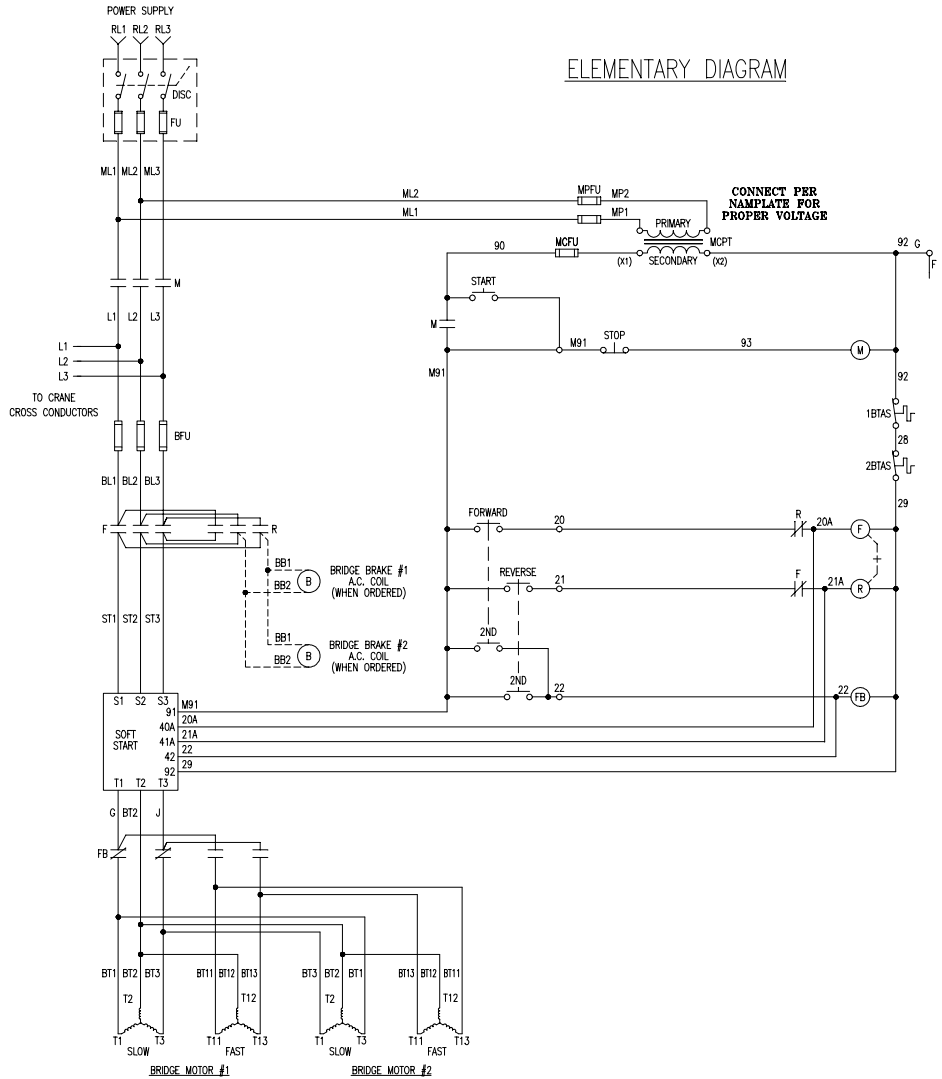 POWER SUPPLY
RL1 RL2 RL3
ELEMENTARY DIAGRAM
DISC
FU
ML1 ML2 ML3
ML2 MPFU MP2
ML1 MP1
CONNECT PER
NAMPLATE FOR
PROPER VOLTAGE
PRIMARY
MCPT
90 MCFU (X1) SECONDARY (X2) 92 G
F
START
M
M
L1 L2 L3
M91 STOP 93 M
L1
L2
L3
M91
92
TO CRANE
CROSS CONDUCTORS
1BTAS
28
BFU
2BTAS
BL1 BL2 BL3
29
FORWARD 20 R 20A F
F R
BB1
BB2
B
BRIDGE BRAKE #1
A.C. COIL
(WHEN ORDERED)
REVERSE 21 F 21A R
ST1 ST2 ST3
BB1
BB2
B
BRIDGE BRAKE #2
A.C. COIL
(WHEN ORDERED)
2ND
2ND 22 22 FB
S1 S2 S3
91 M91
40A 20A
SOFT
START
41A 21A
42 22
92 29
T1 T2 T3
G BT2 J
FB
BT1 BT2 BT3 BT11 BT12 BT13 BT3 BT2 BT1 BT13 BT12 BT11
T2 T12 T2 T12
T1 T3 T11 T13 T1 T3 T11 T13
SLOW FAST SLOW FAST
BRIDGE MOTOR #1 BRIDGE MOTOR #2